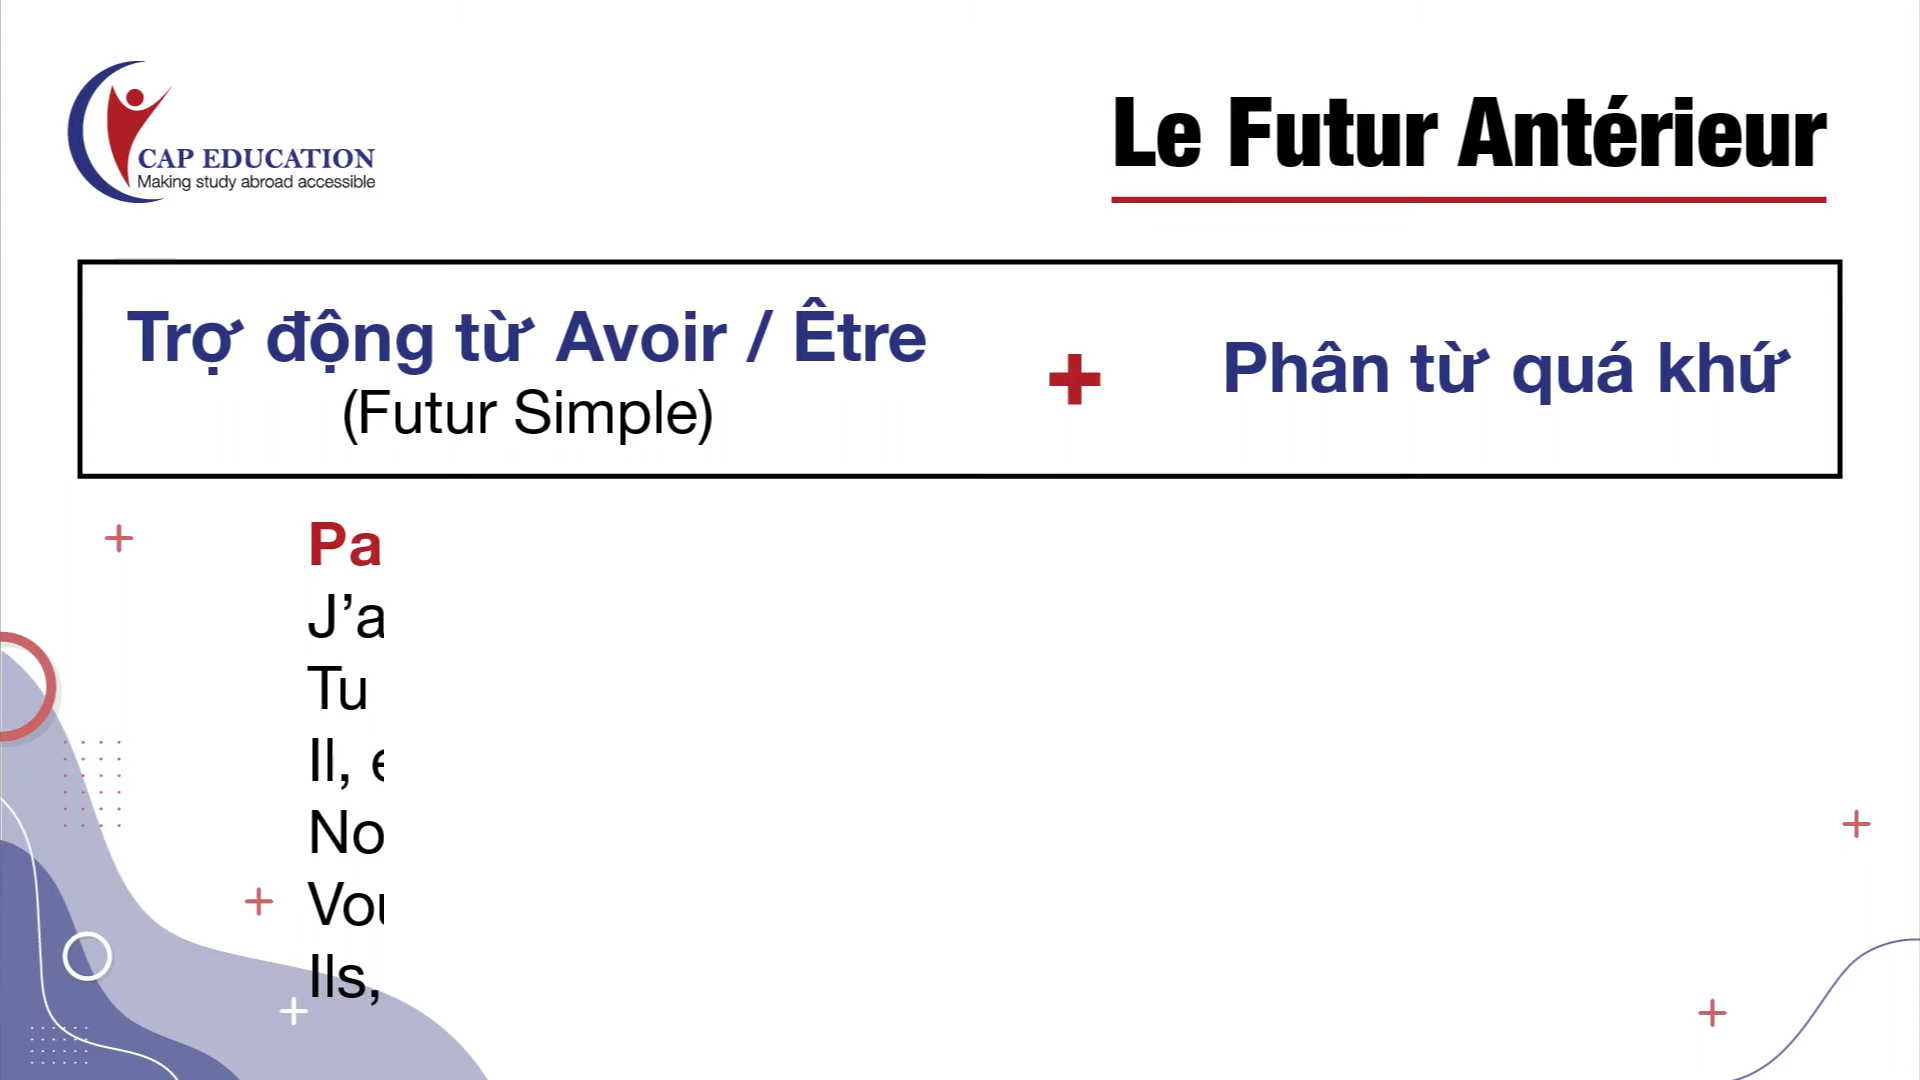 CAP EDUCATION
Making study abroad accessible
Le Futur Antérieur
Trợ động từ Avoir / Être
(Futur Simple)
+
Phân từ quá khứ
Pa
J’a
Tu
Il, e
No
Vou
Ils,